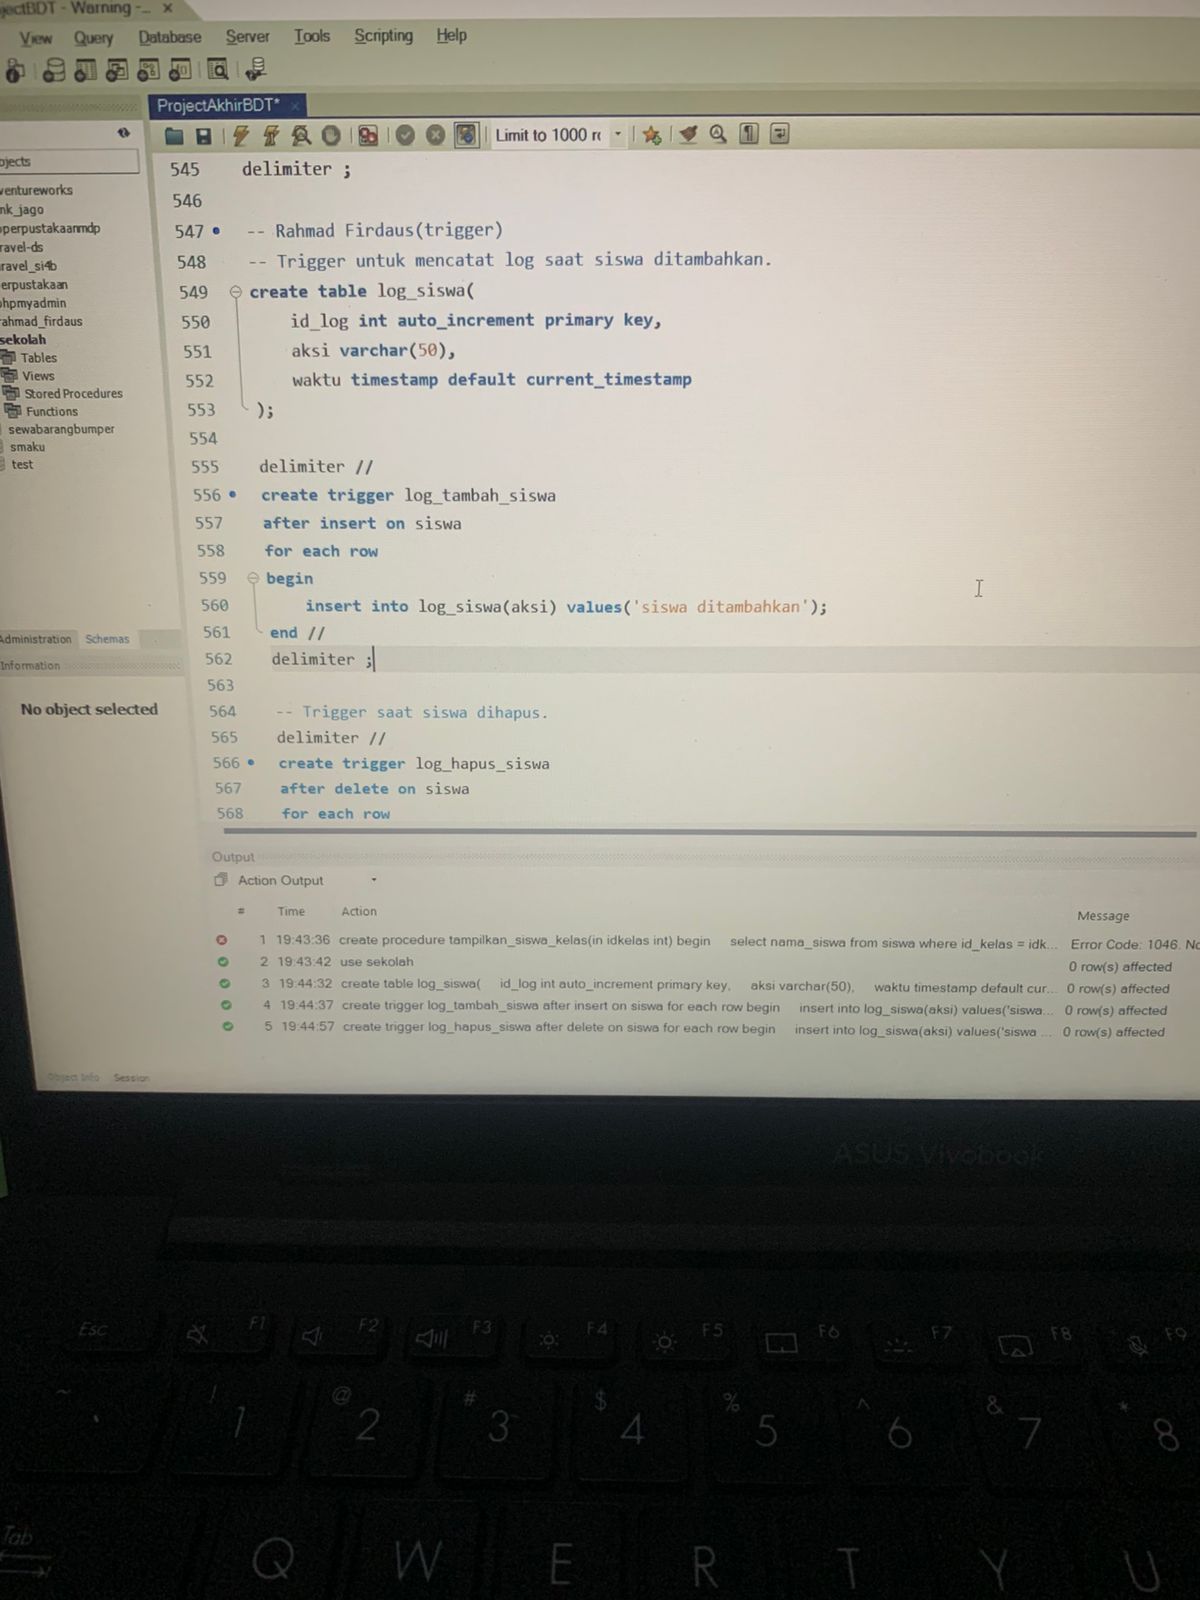 jectBDT - Warning -... ×
View Query Database Server Tools Scripting Help
ProjectAkhirBDT* ×
Limit to 1000 rc
bjects
ventureworks
nk_jago
operpustakaanmdp
ravel-ds
ravel_si4b
erpustakaan
hpmyadmin
rahmad_firdaus
sekolah
Tables
Views
Stored Procedures
Functions
sewabarangbumper
smaku
test
Administration Schemas
Information
No object selected
Object Info Session
545 delimiter ;
546
547 -- Rahmad Firdaus(trigger)
548 -- Trigger untuk mencatat log saat siswa ditambahkan.
549 create table log_siswa(
550 id_log int auto_increment primary key,
551 aksi varchar(50),
552 waktu timestamp default current_timestamp
553 );
554
555 delimiter //
556 create trigger log_tambah_siswa
557 after insert on siswa
558 for each row
559 begin
560 insert into log_siswa(aksi) values('siswa ditambahkan');
561 end //
562 delimiter ;
563
564 -- Trigger saat siswa dihapus.
565 delimiter //
566 create trigger log_hapus_siswa
567 after delete on siswa
568 for each row
Output
Action Output
# Time Action Message
1 19:43:36 create procedure tampilkan_siswa_kelas(in idkelas int) begin select nama_siswa from siswa where id_kelas = idk... Error Code: 1046. No
2 19:43:42 use sekolah 0 row(s) affected
3 19:44:32 create table log_siswa( id_log int auto_increment primary key, aksi varchar(50), waktu timestamp default cur... 0 row(s) affected
4 19:44:37 create trigger log_tambah_siswa after insert on siswa for each row begin insert into log_siswa(aksi) values('siswa... 0 row(s) affected
5 19:44:57 create trigger log_hapus_siswa after delete on siswa for each row begin insert into log_siswa(aksi) values('siswa ... 0 row(s) affected
ASUS Vivobook
Esc F1 F2 F3 F4 F5 F6 F7 F8 F9
~ ! @ # $ % ^ & *
1 2 3 4 5 6 7 8
Tab Q W E R T Y U